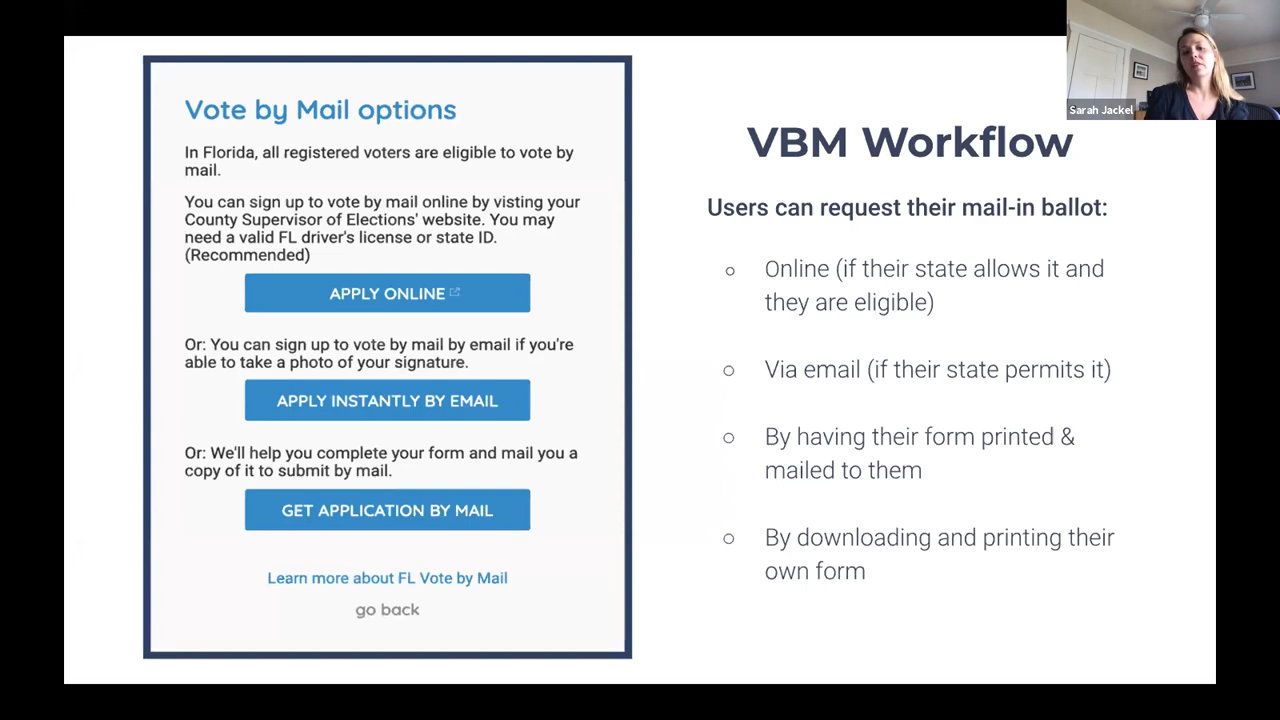 Vote by Mail options
In Florida, all registered voters are eligible to vote by
mail.
You can sign up to vote by mail online by visting your
County Supervisor of Elections' website. You may
need a valid FL driver's license or state ID.
(Recommended)
APPLY ONLINE
Or: You can sign up to vote by mail by email if you're
able to take a photo of your signature.
APPLY INSTANTLY BY EMAIL
Or: We'll help you complete your form and mail you a
copy of it to submit by mail.
GET APPLICATION BY MAIL
Learn more about FL Vote by Mail
go back
Sarah Jackel
VBM Workflow
Users can request their mail-in ballot:
Online (if their state allows it and
they are eligible)
Via email (if their state permits it)
By having their form printed &
mailed to them
By downloading and printing their
own form